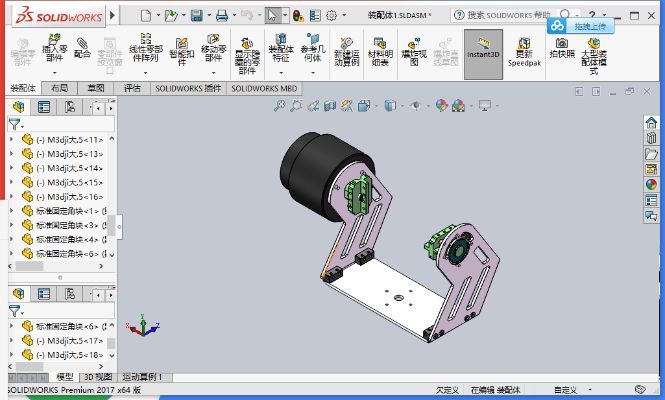 SOLIDWORKS
装配体1.SLDASM *
搜索 SOLIDWORKS 帮助
拖拽上传
编辑零部件
插入零部件
配合
零部件预览窗口
线性零部件阵列
智能扣件
移动零部件
显示隐藏的零部件
装配体特征
参考几何体
新建运动算例
材料明细表
爆炸视图
爆炸直线草图
Instant3D
更新 Speedpak
拍快照
大型装配体模式
装配体 布局 草图 评估 SOLIDWORKS 插件 SOLIDWORKS MBD
(-) M3dji大,5<11>
(-) M3dji大,5<13>
(-) M3dji大,5<14>
(-) M3dji大,5<15>
(-) M3dji大,5<16>
标准固定角块<1>
标准固定角块<3>
标准固定角块<4>
标准固定角块<6>
标准固定角块<6>
(-) M3dji大,5<17>
(-) M3dji大,5<18>
模型 3D 视图 运动算例 1
SOLIDWORKS Premium 2017 x64 版
欠定义 在编辑 装配体 自定义